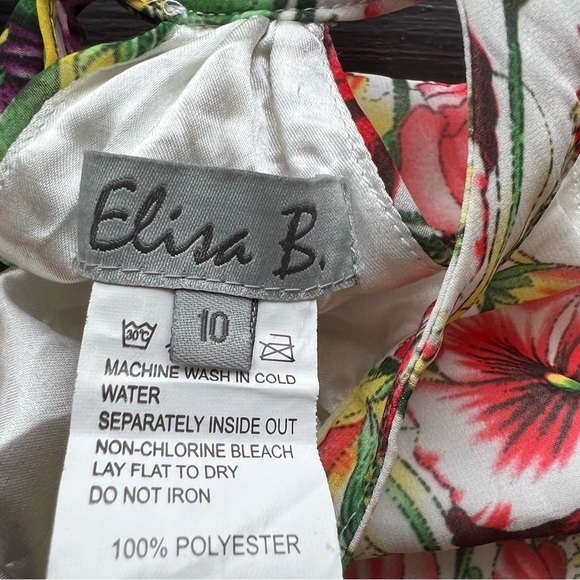 Elisa B.
10
30°C
MACHINE WASH IN COLD
WATER
SEPARATELY INSIDE OUT
NON-CHLORINE BLEACH
LAY FLAT TO DRY
DO NOT IRON
100% POLYESTER